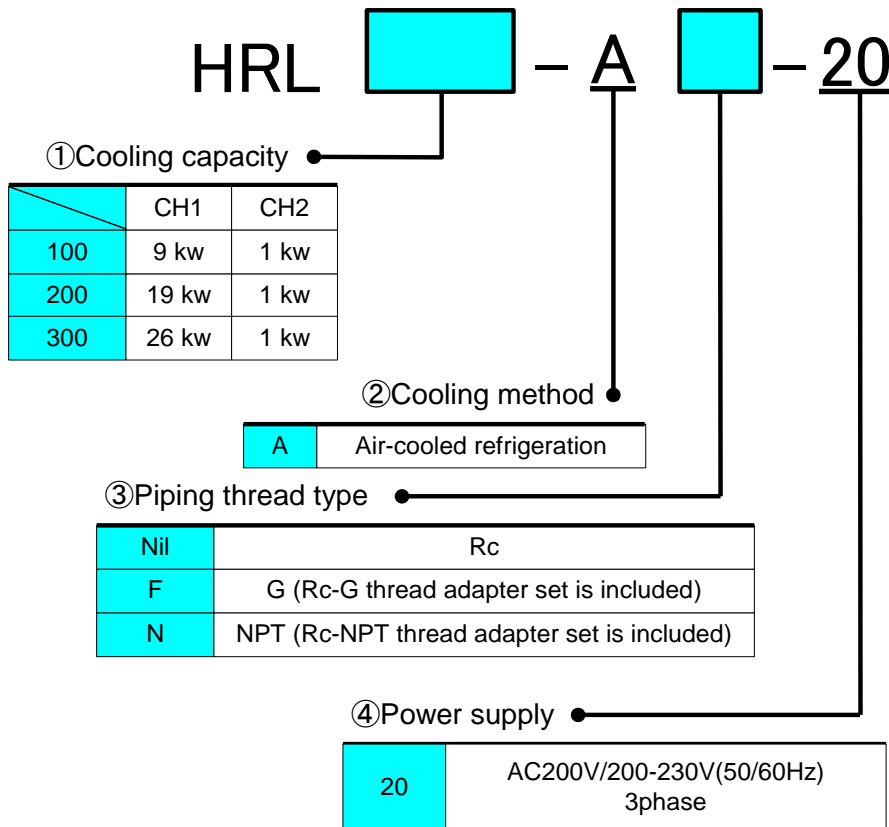 HRL – A – 20
①Cooling capacity
CH1 CH2
100 9 kw 1 kw
200 19 kw 1 kw
300 26 kw 1 kw
②Cooling method
A Air-cooled refrigeration
③Piping thread type
Nil Rc
F G (Rc-G thread adapter set is included)
N NPT (Rc-NPT thread adapter set is included)
④Power supply
20 AC200V/200-230V(50/60Hz)
3phase